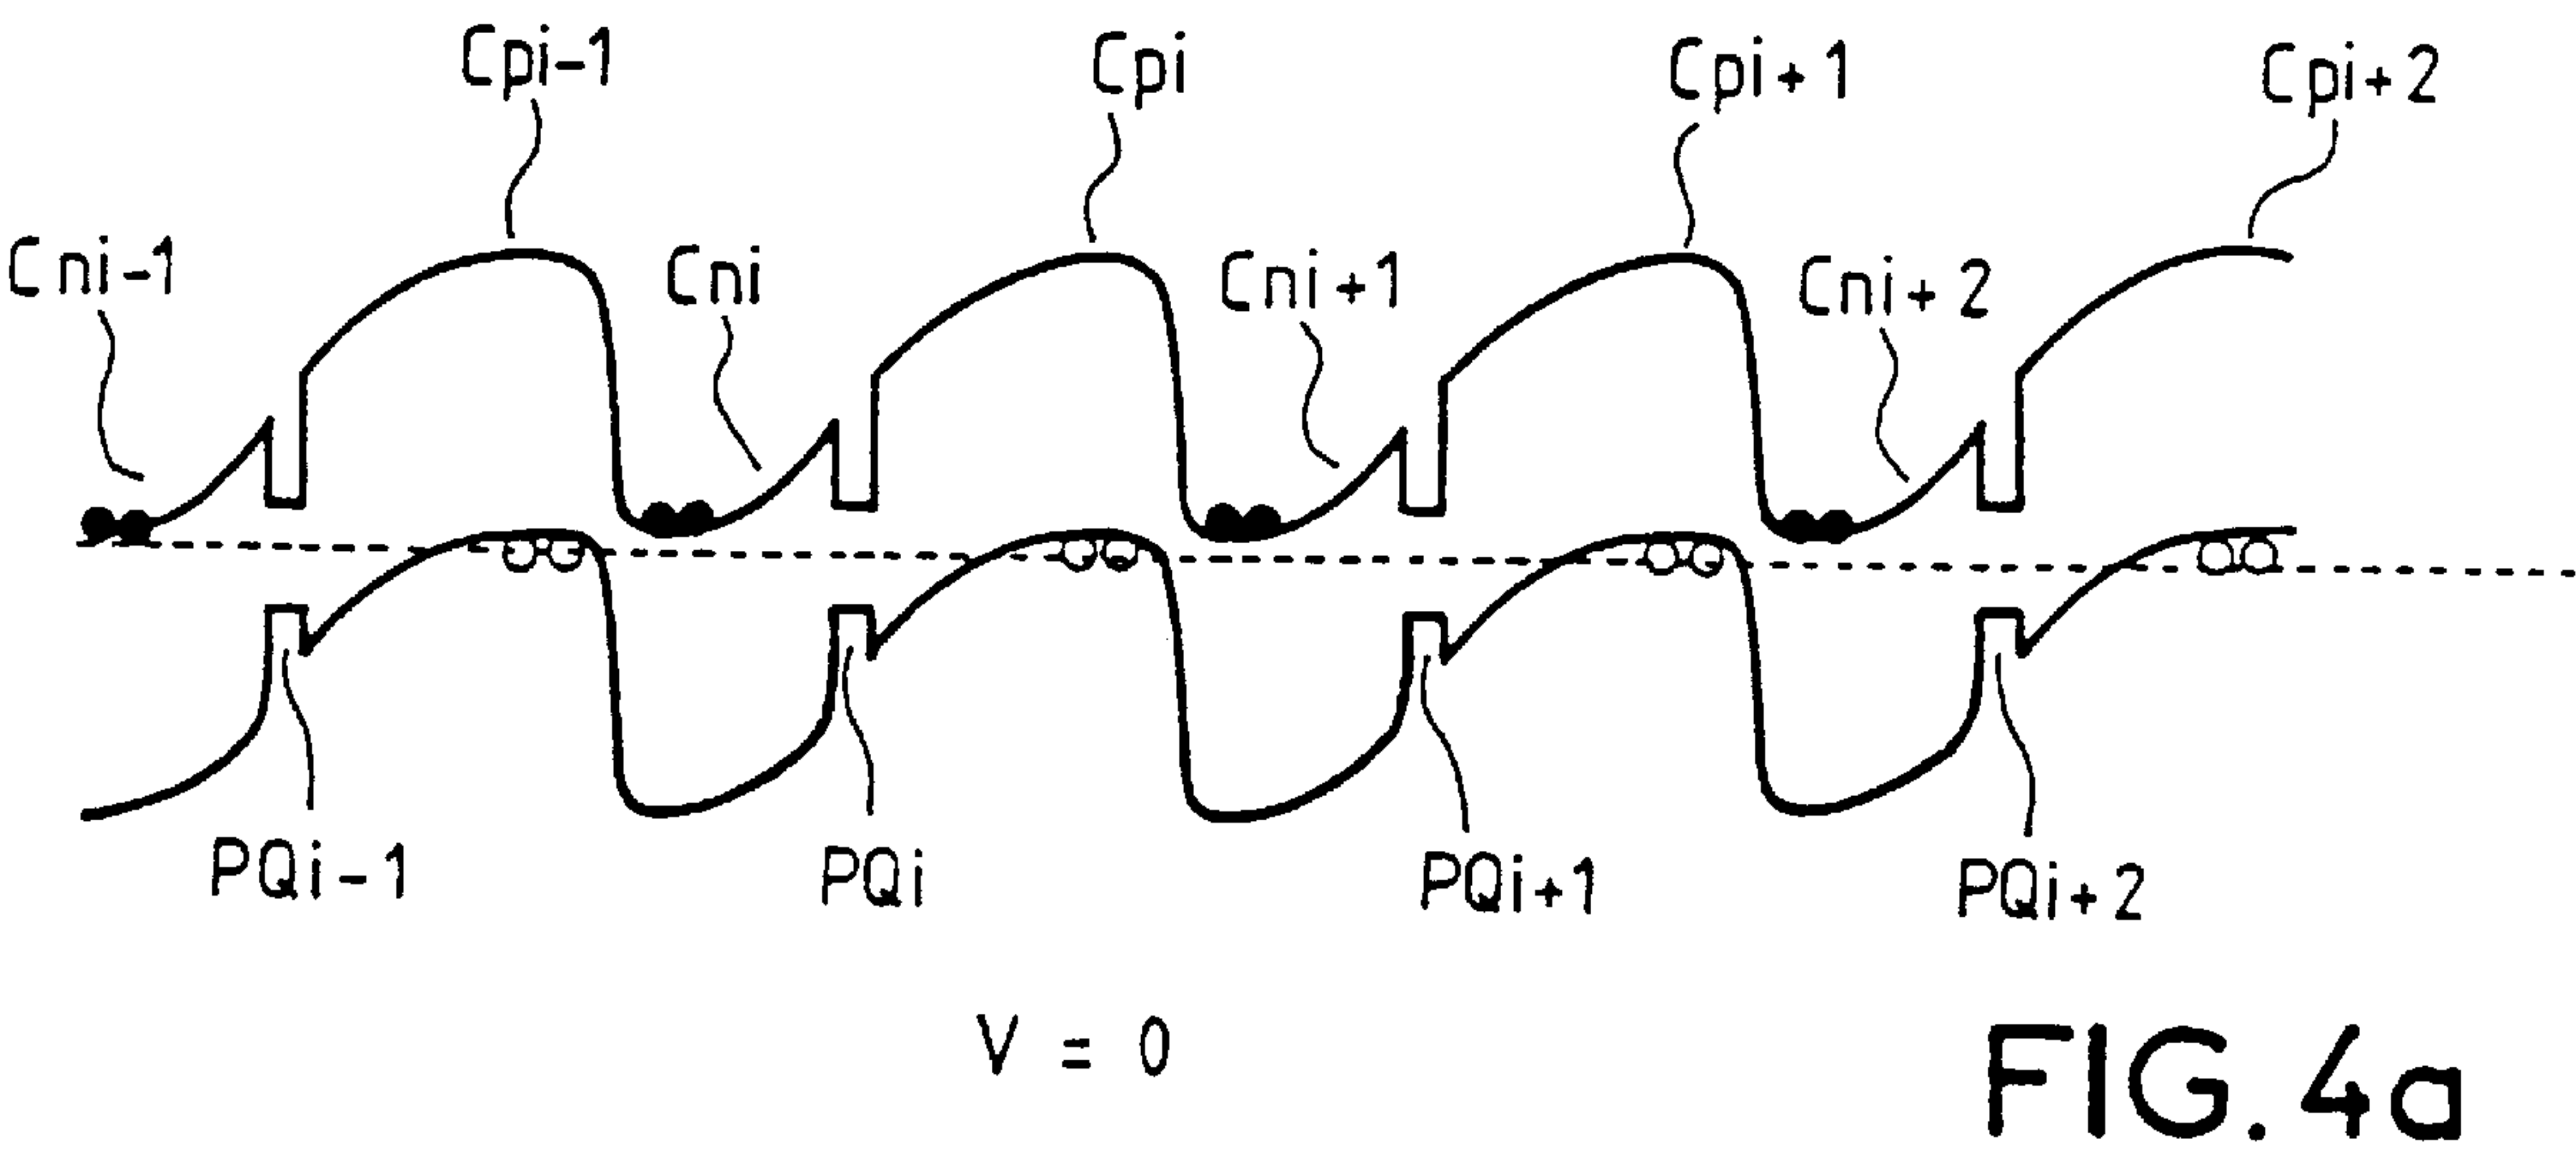 Cpi-1 Cpi Cpi+1 Cpi+2
Cni-1 Cni Cni+1 Cni+2
PQi-1 PQi PQi+1 PQi+2
V = 0
FIG.4a